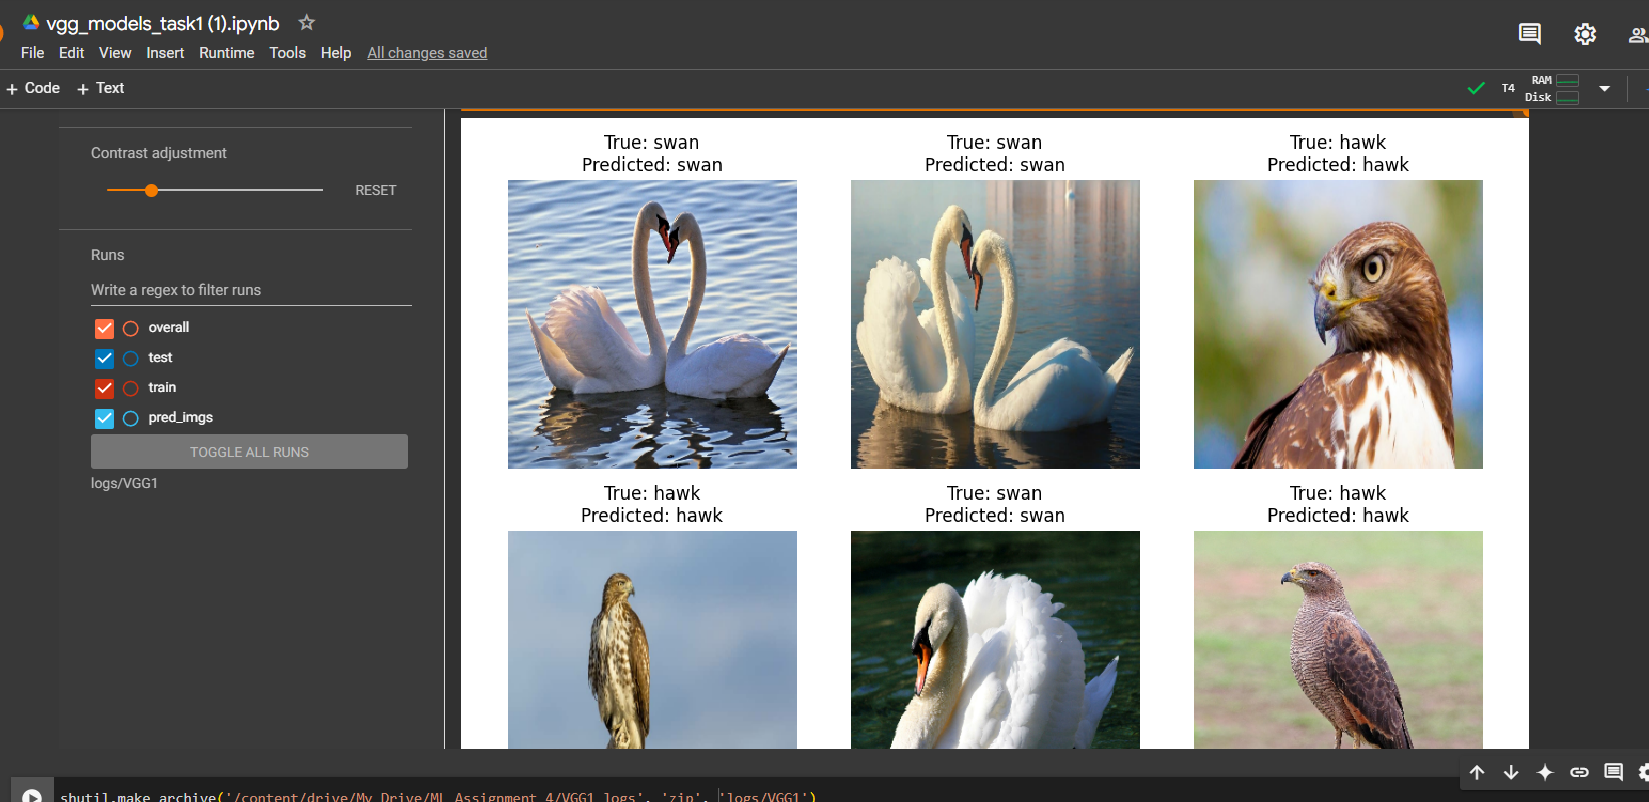 vgg_models_task1 (1).ipynb
File Edit View Insert Runtime Tools Help All changes saved
+ Code + Text
T4 RAM
Disk
Contrast adjustment
RESET
Runs
Write a regex to filter runs
overall
test
train
pred_imgs
TOGGLE ALL RUNS
logs/VGG1
True: swan
Predicted: swan
True: swan
Predicted: swan
True: hawk
Predicted: hawk
True: hawk
Predicted: hawk
True: swan
Predicted: swan
True: hawk
Predicted: hawk
shutil.make_archive('/content/drive/My Drive/ML_Assignment_4/VGG1_logs', 'zip', 'logs/VGG1')